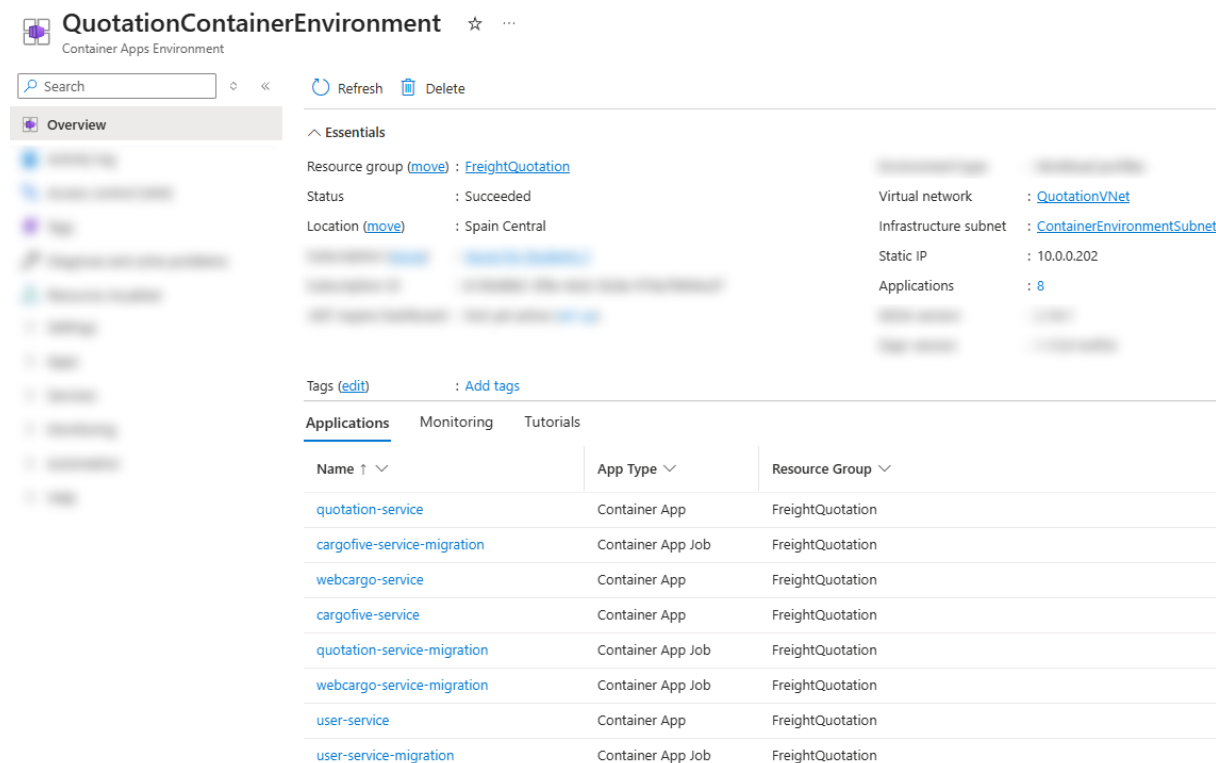 QuotationContainerEnvironment ...
Container Apps Environment
Search
Refresh
Delete
Overview
Essentials
Resource group (move) : FreightQuotation
Status : Succeeded
Location (move) : Spain Central
Virtual network : QuotationVNet
Infrastructure subnet : ContainerEnvironmentSubnet
Static IP : 10.0.0.202
Applications : 8
Tags (edit) : Add tags
Applications Monitoring Tutorials
Name ↑ App Type Resource Group
quotation-service Container App FreightQuotation
cargofive-service-migration Container App Job FreightQuotation
webcargo-service Container App FreightQuotation
cargofive-service Container App FreightQuotation
quotation-service-migration Container App Job FreightQuotation
webcargo-service-migration Container App Job FreightQuotation
user-service Container App FreightQuotation
user-service-migration Container App Job FreightQuotation